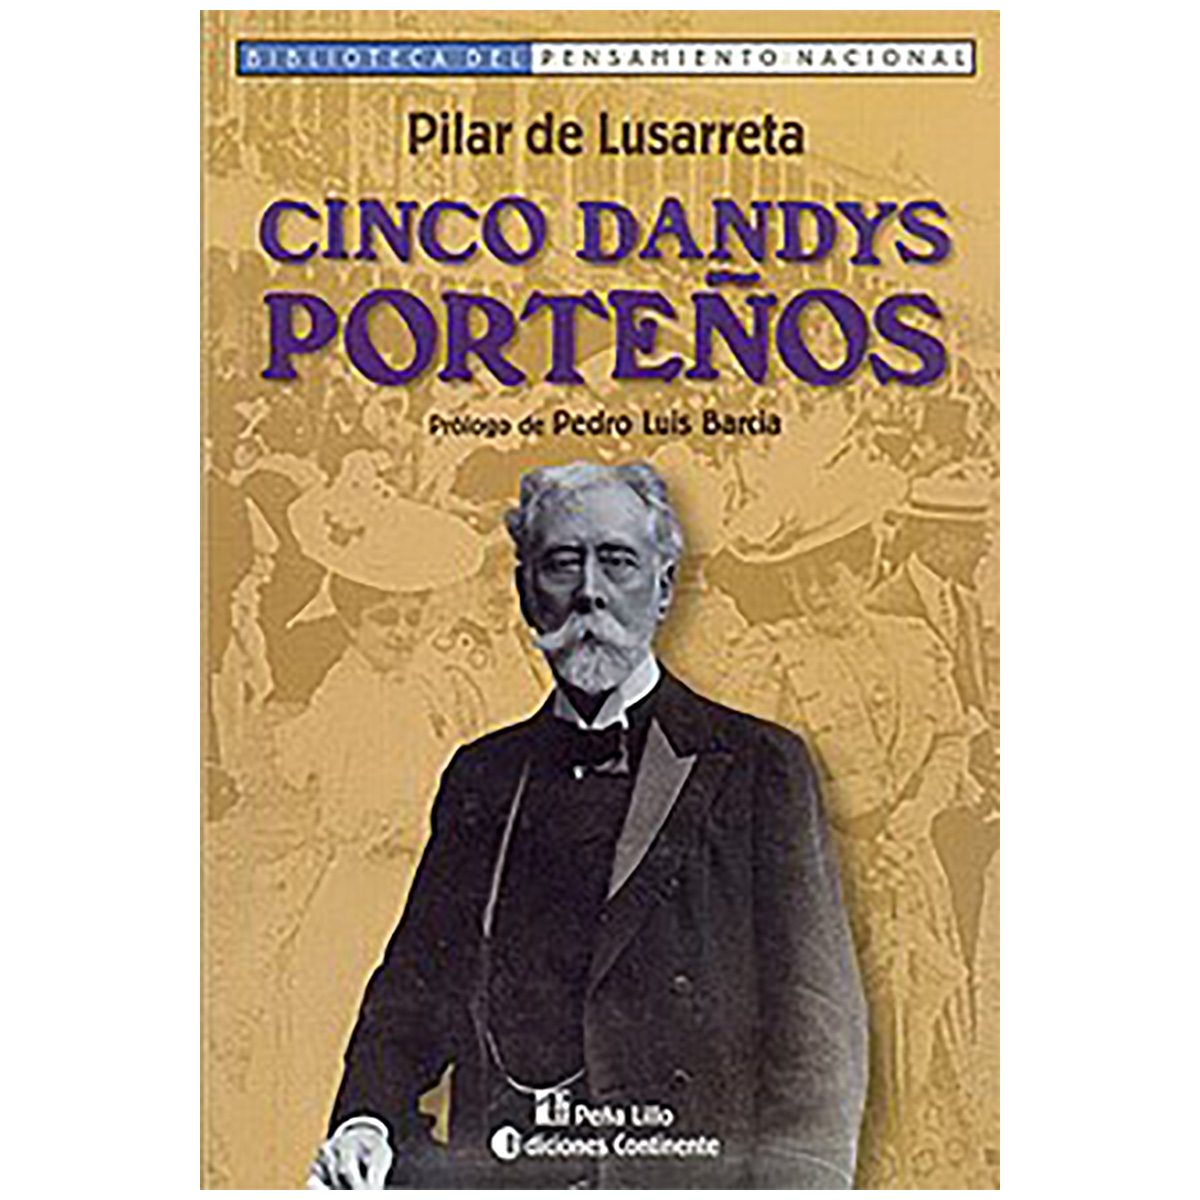 BIBLIOTECA DEL PENSAMIENTO NACIONAL
Pilar de Lusarreta
CINCO DANDYS
PORTEÑOS
Prólogo de Pedro Luis Barcia
Peña Lillo
Ediciones Continente